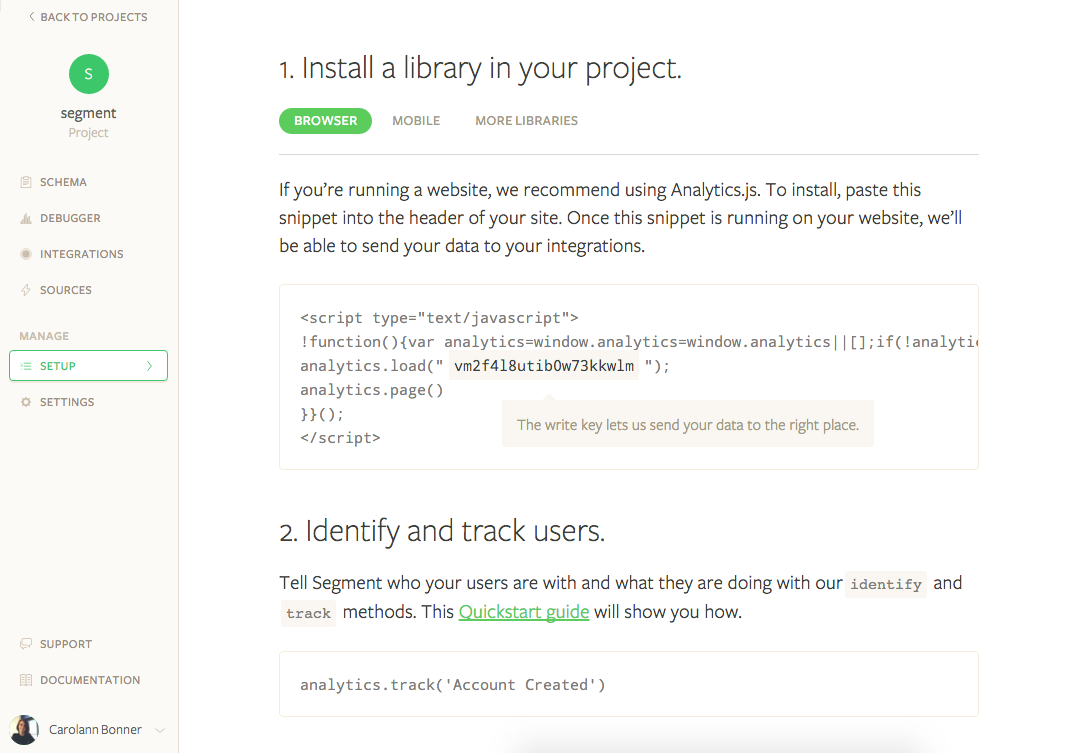 BACK TO PROJECTS
S
segment
Project
SCHEMA
DEBUGGER
INTEGRATIONS
SOURCES
MANAGE
SETUP
SETTINGS
SUPPORT
DOCUMENTATION
Carolann Bonner
1. Install a library in your project.
BROWSER MOBILE MORE LIBRARIES
If you’re running a website, we recommend using Analytics.js. To install, paste this
snippet into the header of your site. Once this snippet is running on your website, we’ll
be able to send your data to your integrations.
<script type="text/javascript">
!function(){var analytics=window.analytics=window.analytics||[];if(!analytic
analytics.load(" vm2f4l8utib0w73kkwlm ");
analytics.page()
}}();
</script>
The write key lets us send your data to the right place.
2. Identify and track users.
Tell Segment who your users are with and what they are doing with our identify and
track methods. This Quickstart guide will show you how.
analytics.track('Account Created')